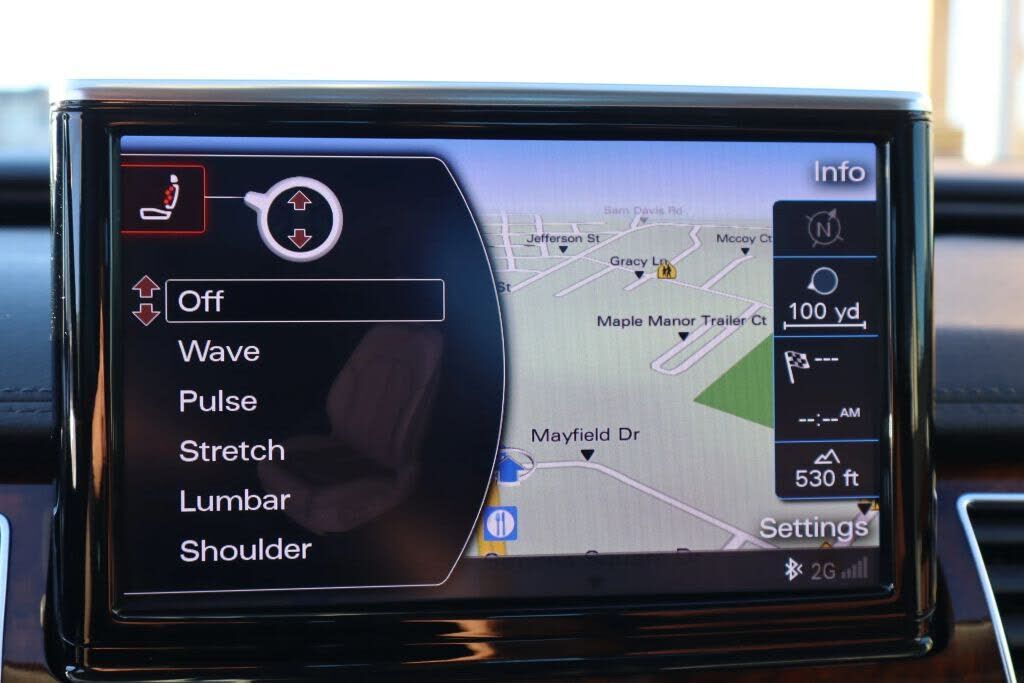 Off
Wave
Pulse
Stretch
Lumbar
Shoulder
Info
Sam Davis Rd
Jefferson St
Mccoy Ct
Gracy Ln
St
Maple Manor Trailer Ct
Mayfield Dr
N
100 yd
---
--:-- AM
530 ft
Settings
2G